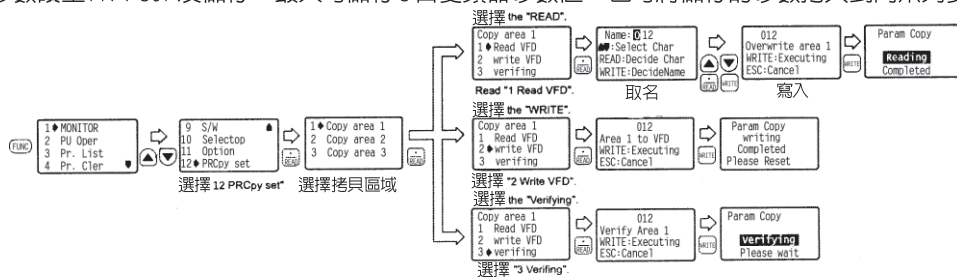 FUNC
1♦MONITOR
2 PU Oper
3 Pr. List
4 Pr. Cler
9 S/W
10 Selectop
11 Option
12♦PRCpy set
選擇 12 PRCpy set"
READ
1♦Copy area 1
2 Copy area 2
3 Copy area 3
選擇拷貝區域
READ
選擇 the "READ".
Copy area 1
1♦Read VFD
2 write VFD
3 verifing
Read "1 Read VFD".
READ
Name:012
:Select Char
READ:Decide Char
WRITE:DecideName
取名
READ WRITE
012
Overwrite area 1
WRITE:Executing
ESC:Cancel
寫入
WRITE
Param Copy
Reading
Completed
選擇 the "WRITE".
Copy area 1
1 Read VFD
2♦write VFD
3 verifing
選擇 "2 Write VFD".
READ
012
Area 1 to VFD
WRITE:Executing
ESC:Cancel
WRITE
Param Copy
writing
Completed
Please Reset
選擇 the "Verifying".
Copy area 1
1 Read VFD
2 write VFD
3♦verifing
選擇 "3 Verifing".
READ
012
Verify Area 1
WRITE:Executing
ESC:Cancel
WRITE
Param Copy
verifying
Please wait